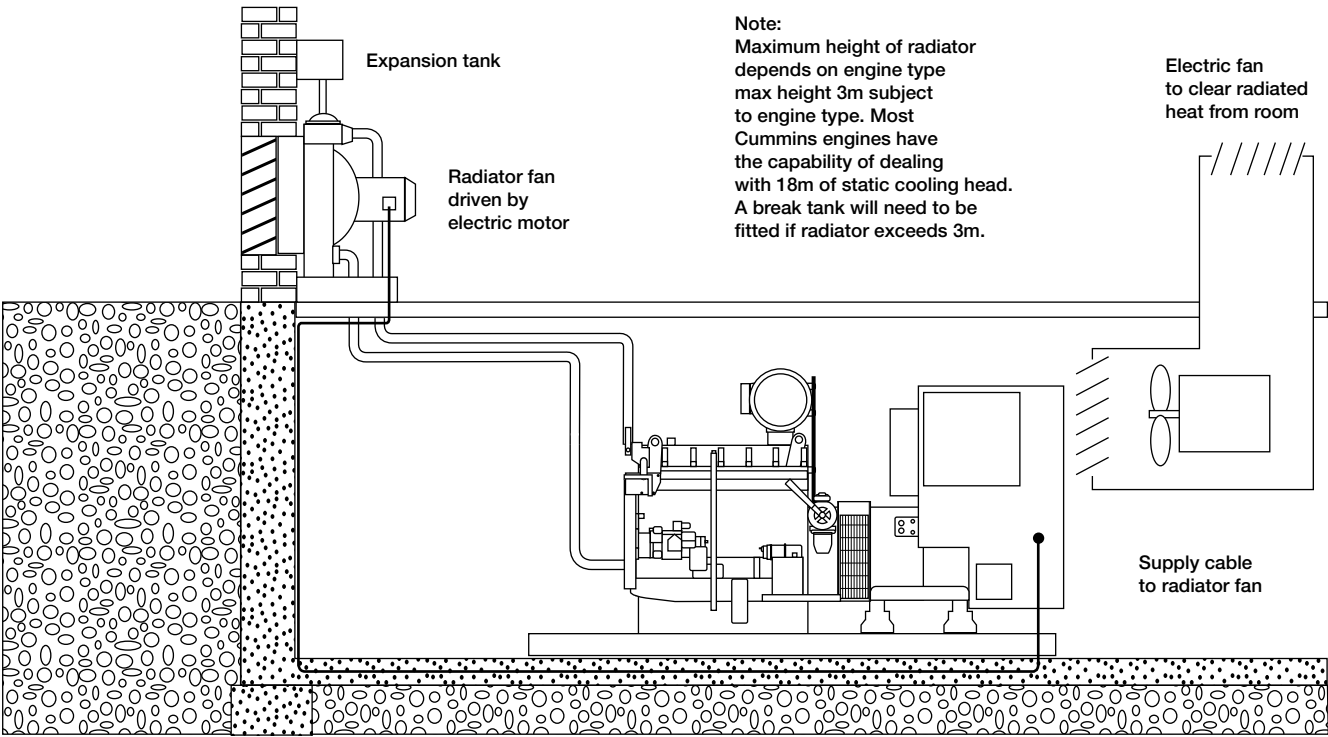 Expansion tank
Radiator fan
driven by
electric motor
Note:
Maximum height of radiator
depends on engine type
max height 3m subject
to engine type. Most
Cummins engines have
the capability of dealing
with 18m of static cooling head.
A break tank will need to be
fitted if radiator exceeds 3m.
Electric fan
to clear radiated
heat from room
Supply cable
to radiator fan